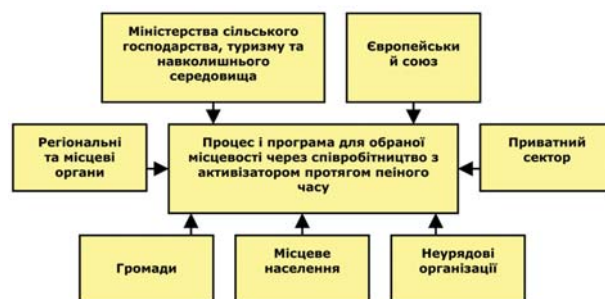 Міністерства сільського
господарства, туризму та
навколишнього
середовища
Європейськи
й союз
Регіональні
та місцеві
органи
Процес і програма для обраної
місцевості через співробітництво з
активізатором протягом пеіного
часу
Приватний
сектор
Громади
Місцеве
населення
Неурядові
організації